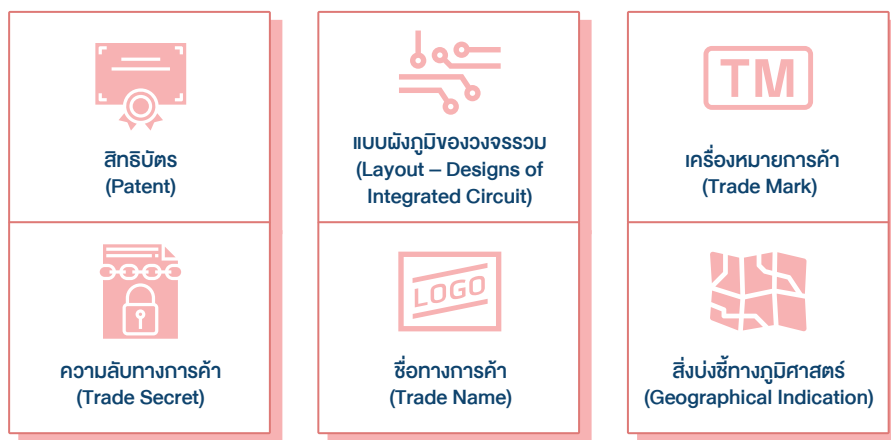 สิทธิบัตร
(Patent)
แบบผังภูมิของวงจรรวม
(Layout – Designs of
Integrated Circuit)
TM
เครื่องหมายการค้า
(Trade Mark)
ความลับทางการค้า
(Trade Secret)
LOGO
ชื่อทางการค้า
(Trade Name)
สิ่งบ่งชี้ทางภูมิศาสตร์
(Geographical Indication)